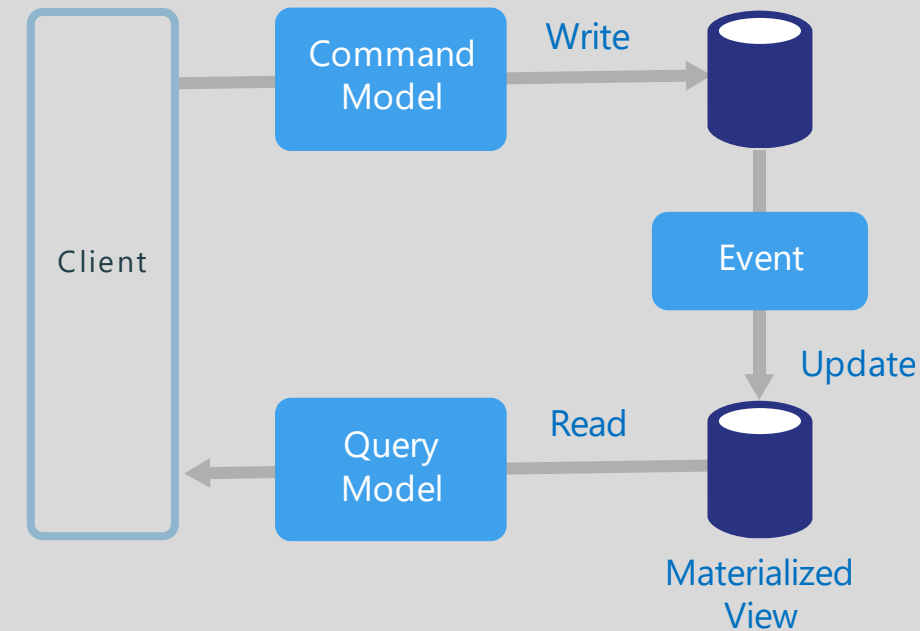 Command
Model
Write
Client
Event
Update
Query
Model
Read
Materialized
View